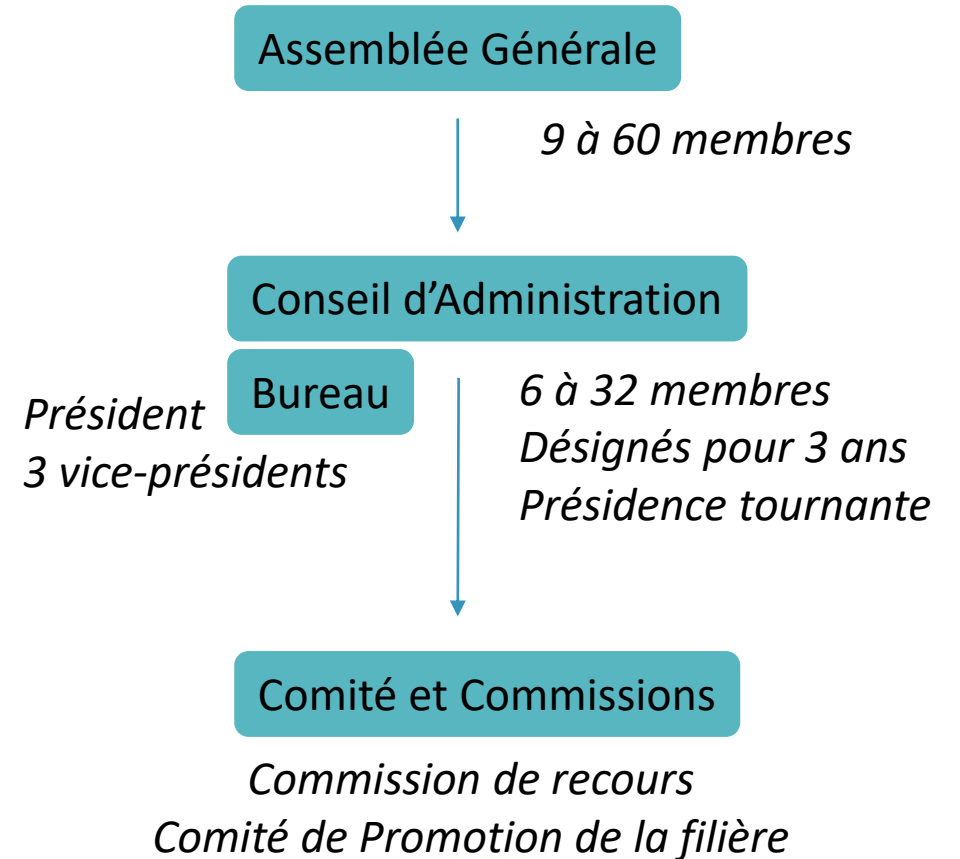 Assemblée Générale
9 à 60 membres
Conseil d’Administration
Bureau
Président
3 vice-présidents
6 à 32 membres
Désignés pour 3 ans
Présidence tournante
Comité et Commissions
Commission de recours
Comité de Promotion de la filière